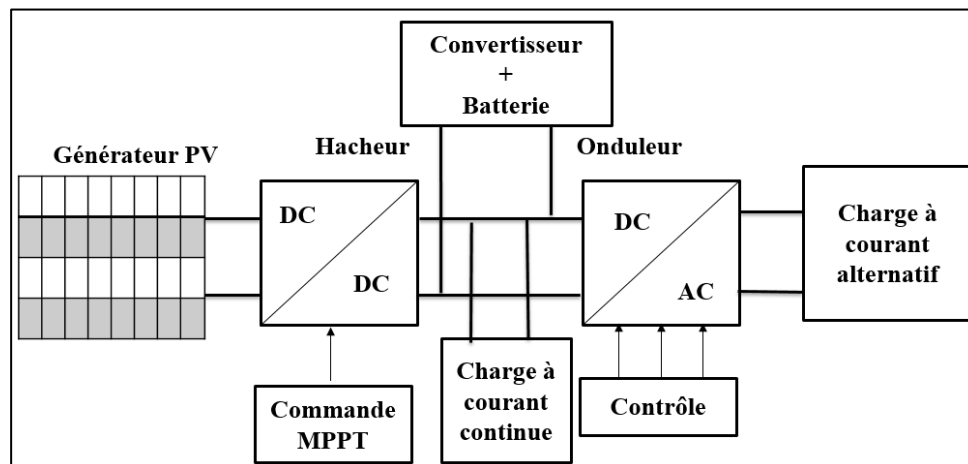 Convertisseur
+
Batterie
Hacheur
Onduleur
Générateur PV
DC
DC
DC
AC
Charge à
courant
alternatif
Commande
MPPT
Charge à
courant
continue
Contrôle